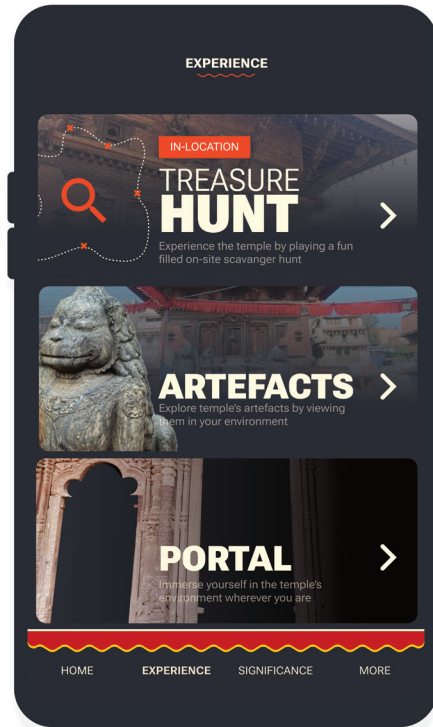 EXPERIENCE
IN-LOCATION
TREASURE
HUNT
Experience the temple by playing a fun
filled on-site scavanger hunt
ARTEFACTS
Explore temple's artefacts by viewing
them in your environment
PORTAL
Immerse yourself in the temple's
environment wherever you are
HOME EXPERIENCE SIGNIFICANCE MORE